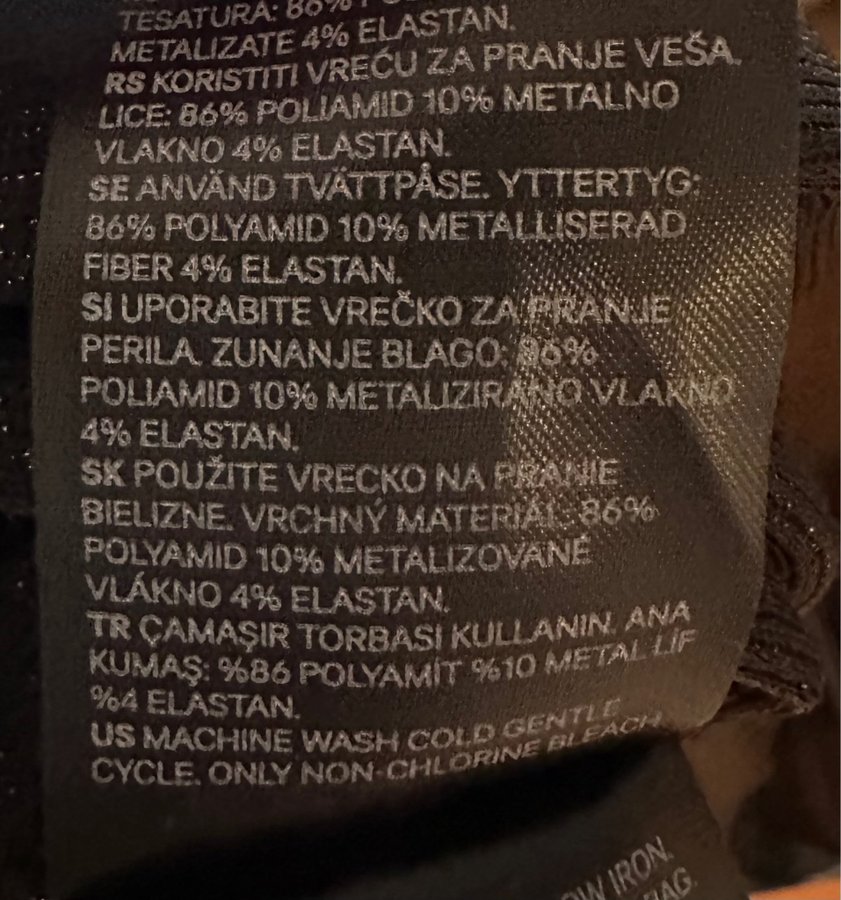 TESATURA: 86%
METALIZATE 4% ELASTAN.
RS KORISTITI VREĆU ZA PRANJE VEŠA.
LICE: 86% POLIAMID 10% METALNO
VLAKNO 4% ELASTAN.
SE ANVÄND TVÄTTPÅSE. YTTERTYG:
86% POLYAMID 10% METALLISERAD
FIBER 4% ELASTAN.
SI UPORABITE VREČKO ZA PRANJE
PERILA. ZUNANJE BLAGO: 86%
POLIAMID 10% METALIZIRANO VLAKNO
4% ELASTAN.
SK POUŽITE VRECKO NA PRANIE
BIELIZNE. VRCHNÝ MATERIÁL: 86%
POLYAMID 10% METALIZOVANÉ
VLÁKNO 4% ELASTAN.
TR ÇAMAŞIR TORBASI KULLANIN. ANA
KUMAŞ: %86 POLYAMİT %10 METAL LİF
%4 ELASTAN.
US MACHINE WASH COLD GENTLE
CYCLE. ONLY NON-CHLORINE BLEACH
IRON.